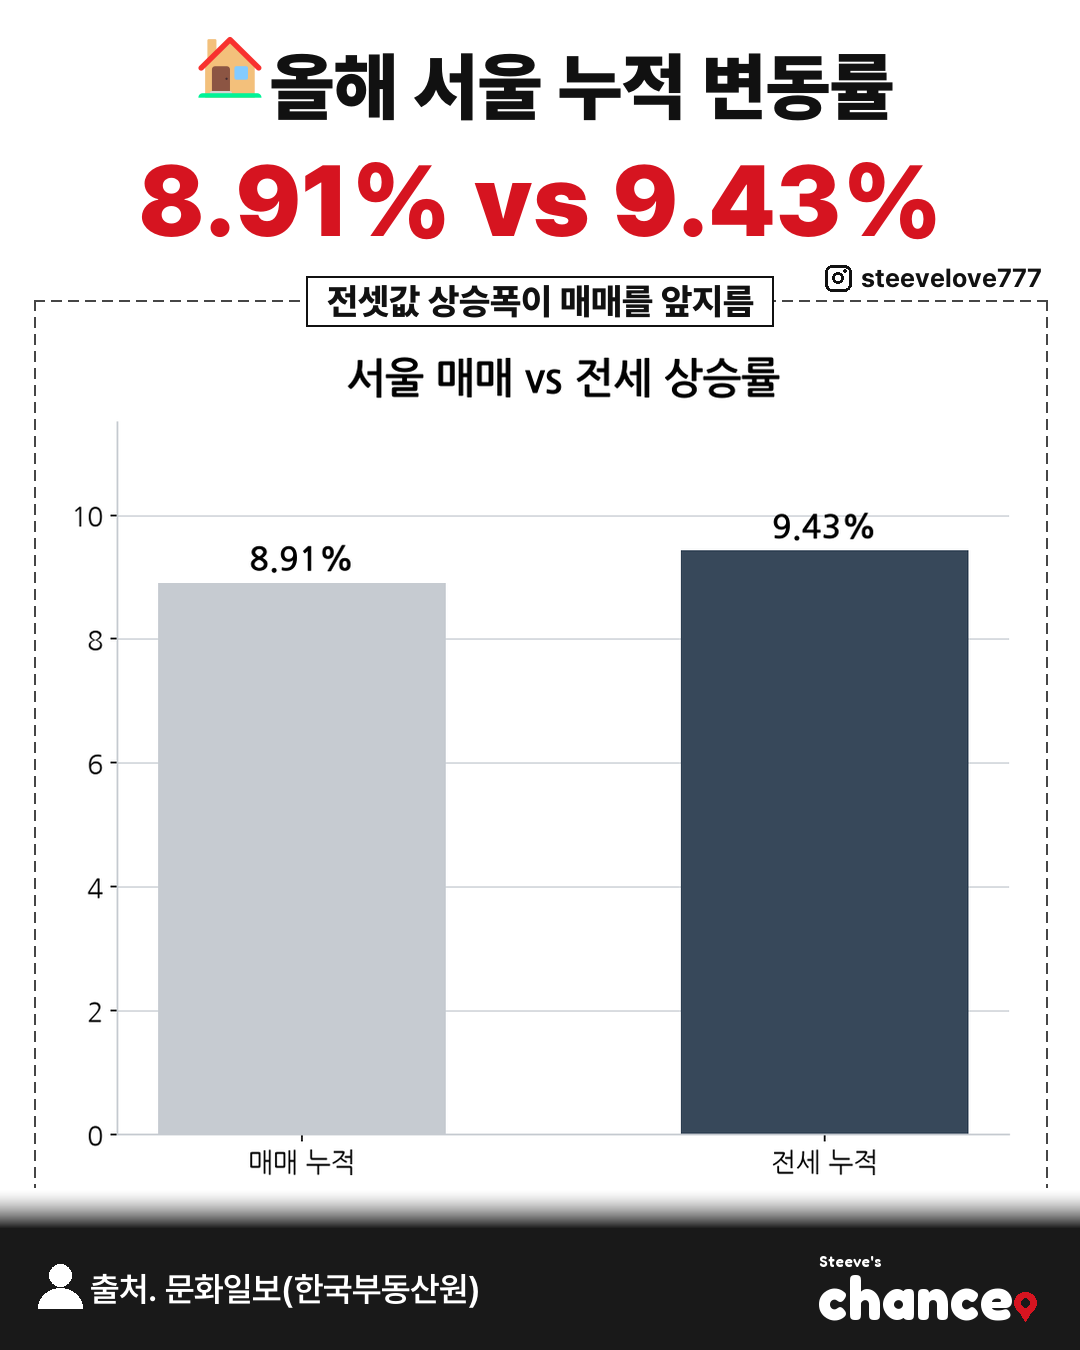 올해 서울 누적 변동률
8.91% vs 9.43%
steevelove777
전셋값 상승폭이 매매를 앞지름
서울 매매 vs 전세 상승률
10
8
6
4
2
0
8.91%
9.43%
매매 누적
전세 누적
출처. 문화일보(한국부동산원)
Steeve's
chance